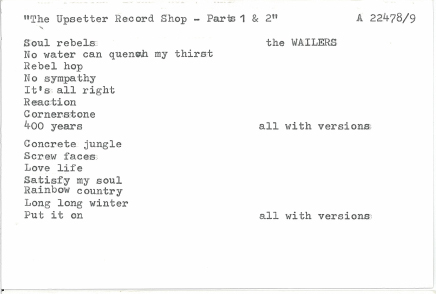 "The Upsetter Record Shop - Parts 1 & 2" A 22478/9
Soul rebels the WAILERS
No water can quench my thirst
Rebel hop
No sympathy
It's all right
Reaction
Cornerstone
400 years all with versions
Concrete jungle
Screw faces
Love life
Satisfy my soul
Rainbow country
Long long winter
Put it on all with versions